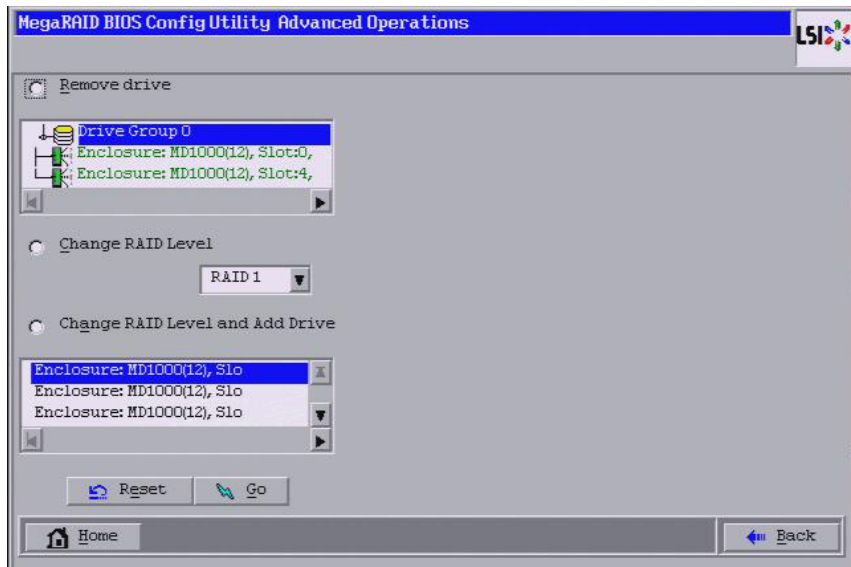 MegaRAID BIOS Config Utility Advanced Operations
LSI
Remove drive
Drive Group 0
Enclosure: MD1000(12), Slot:0,
Enclosure: MD1000(12), Slot:4,
Change RAID Level
RAID 1
Change RAID Level and Add Drive
Enclosure: MD1000(12), Slo
Enclosure: MD1000(12), Slo
Enclosure: MD1000(12), Slo
Reset Go
Home Back